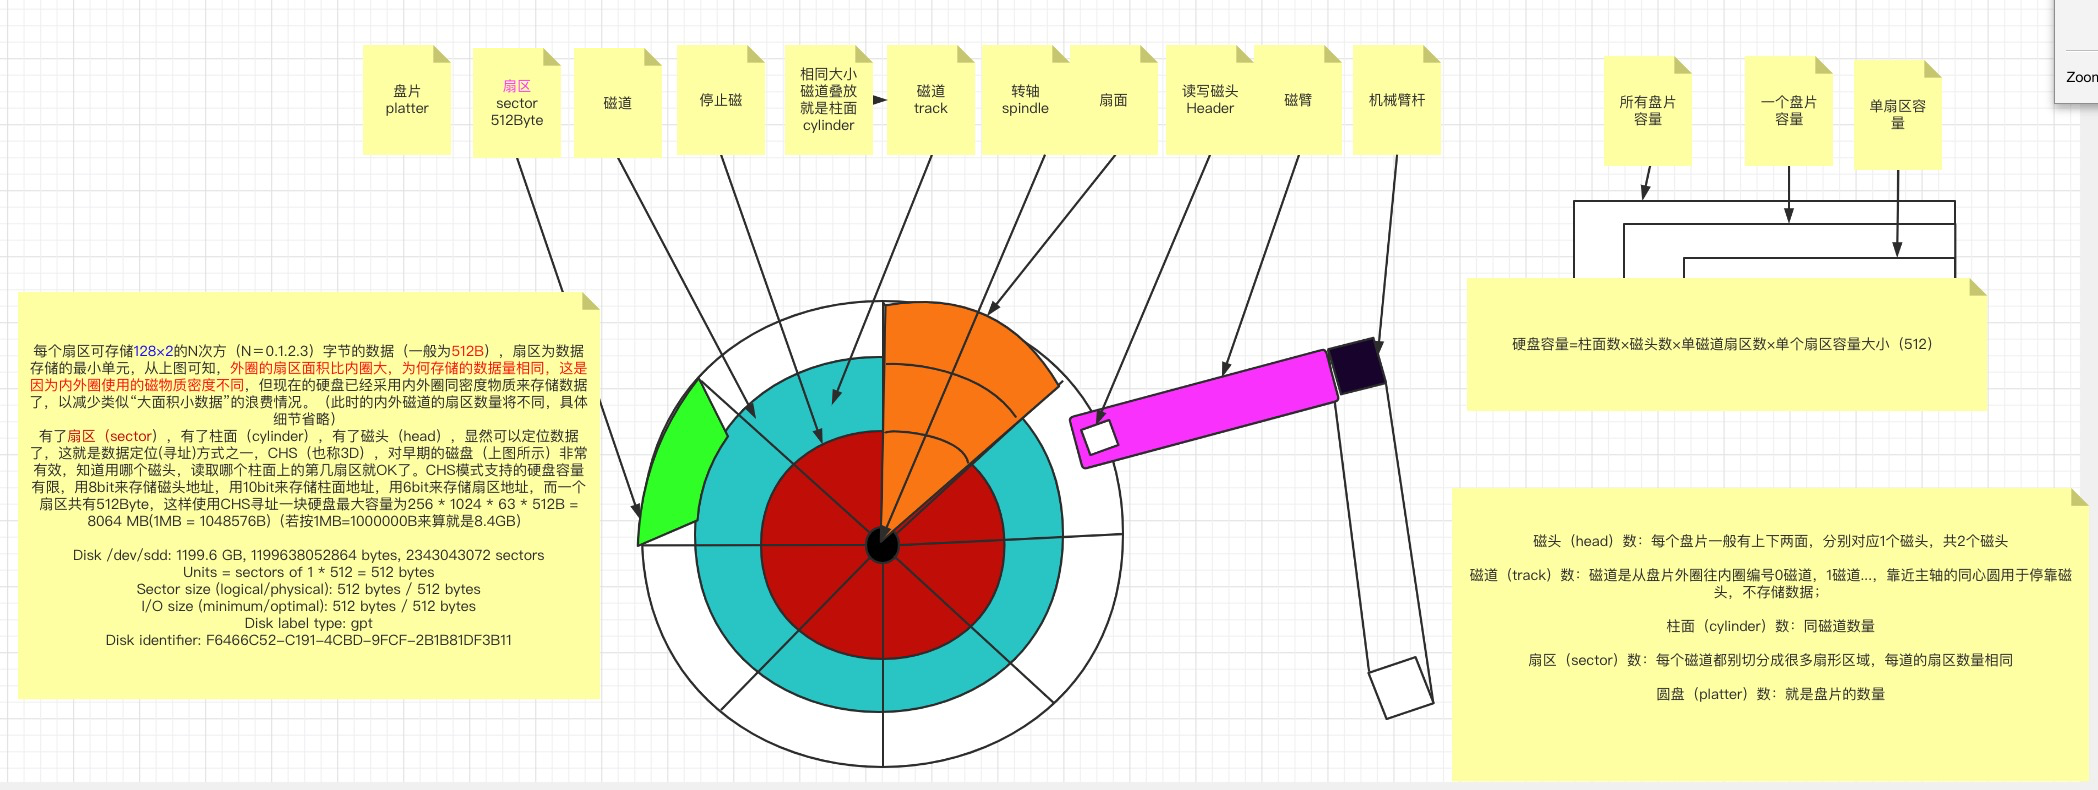 盘片
platter
扇区
sector
512Byte
磁道
停止磁
相同大小
磁道叠放
就是柱面
cylinder
磁道
track
转轴
spindle
扇面
读写磁头
Header
磁臂
机械臂杆
所有盘片
容量
一个盘片
容量
单扇区容
量
Zoom
每个扇区可存储128×2的N次方（N＝0.1.2.3）字节的数据（一般为512B），扇区为数据
存储的最小单元，从上图可知，外圈的扇区面积比内圈大，为何存储的数据量相同，这是
因为内外圈使用的磁物质密度不同，但现在的硬盘已经采用内外圈同密度物质来存储数据
了，以减少类似“大面积小数据”的浪费情况。（此时的内外磁道的扇区数量将不同，具体
细节省略）
有了扇区（sector），有了柱面（cylinder），有了磁头（head），显然可以定位数据
了，这就是数据定位(寻址)方式之一，CHS（也称3D），对早期的磁盘（上图所示）非常
有效，知道用哪个磁头，读取哪个柱面上的第几扇区就OK了。CHS模式支持的硬盘容量
有限，用8bit来存储磁头地址，用10bit来存储柱面地址，用6bit来存储扇区地址，而一个
扇区共有512Byte，这样使用CHS寻址一块硬盘最大容量为256 * 1024 * 63 * 512B =
8064 MB(1MB = 1048576B)（若按1MB=1000000B来算就是8.4GB）
Disk /dev/sdd: 1199.6 GB, 1199638052864 bytes, 2343043072 sectors
Units = sectors of 1 * 512 = 512 bytes
Sector size (logical/physical): 512 bytes / 512 bytes
I/O size (minimum/optimal): 512 bytes / 512 bytes
Disk label type: gpt
Disk identifier: F6466C52-C191-4CBD-9FCF-2B1B81DF3B11
硬盘容量=柱面数×磁头数×单磁道扇区数×单个扇区容量大小（512）
磁头（head）数：每个盘片一般有上下两面，分别对应1个磁头，共2个磁头
磁道（track）数：磁道是从盘片外圈往内圈编号0磁道，1磁道...，靠近主轴的同心圆用于停靠磁
头，不存储数据；
柱面（cylinder）数：同磁道数量
扇区（sector）数：每个磁道都别切分成很多扇形区域，每道的扇区数量相同
圆盘（platter）数：就是盘片的数量